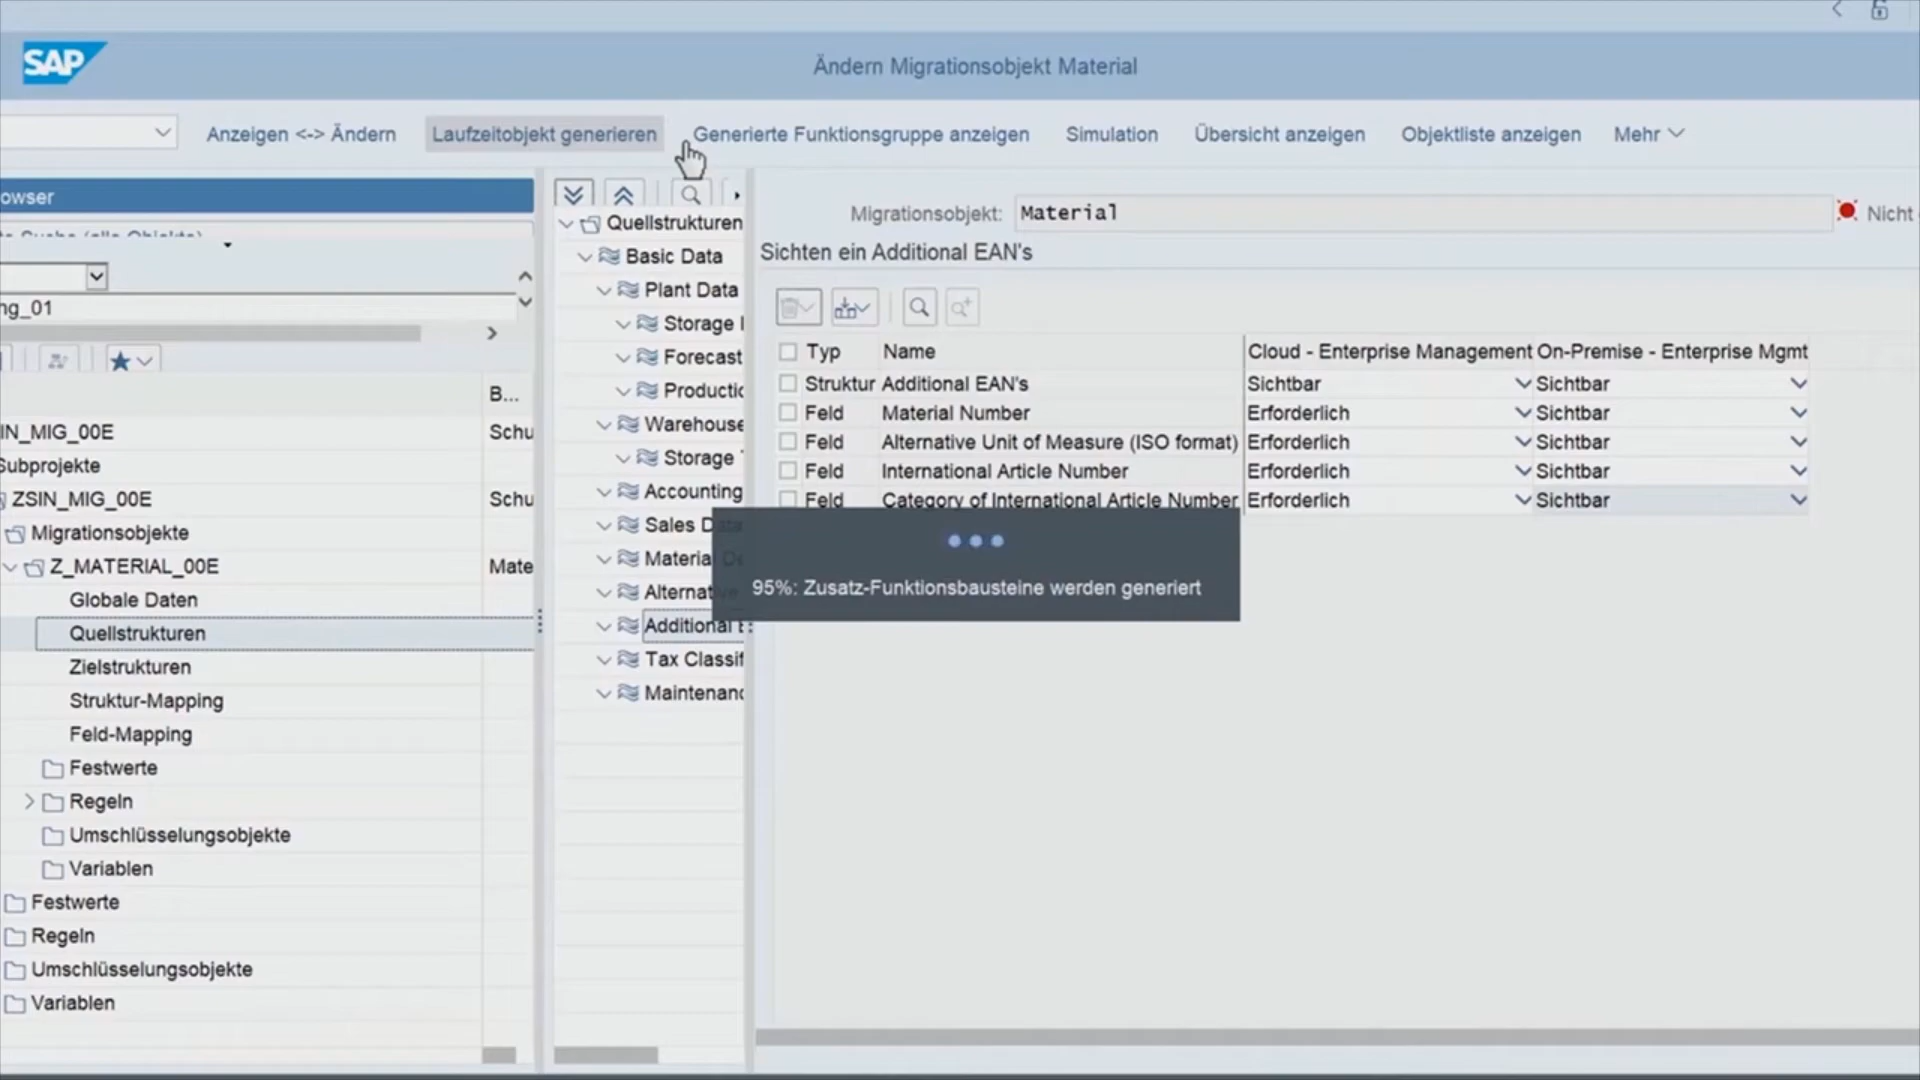 SAP
Ändern Migrationsobjekt Material
Anzeigen <-> Ändern
Laufzeitobjekt generieren
Generierte Funktionsgruppe anzeigen
Simulation
Übersicht anzeigen
Objektliste anzeigen
Mehr
owser
ng_01
B...
IN_MIG_00E
Schu
Subprojekte
ZSIN_MIG_00E
Schu
Migrationsobjekte
Z_MATERIAL_00E
Mate
Globale Daten
Quellstrukturen
Zielstrukturen
Struktur-Mapping
Feld-Mapping
Festwerte
Regeln
Umschlüsselungsobjekte
Variablen
Festwerte
Regeln
Umschlüsselungsobjekte
Variablen
Quellstrukturen
Basic Data
Plant Data
Storage
Forecast
Productio
Warehouse
Storage
Accounting
Sales D
Material
Alternat
Additional
Tax Classif
Maintenan
Migrationsobjekt:
Material
Nicht
Sichten ein Additional EAN's
Typ Name Cloud - Enterprise Management On-Premise - Enterprise Mgmt
Struktur Additional EAN's Sichtbar Sichtbar
Feld Material Number Erforderlich Sichtbar
Feld Alternative Unit of Measure (ISO format) Erforderlich Sichtbar
Feld International Article Number Erforderlich Sichtbar
Feld Category of International Article Number Erforderlich Sichtbar
95%: Zusatz-Funktionsbausteine werden generiert